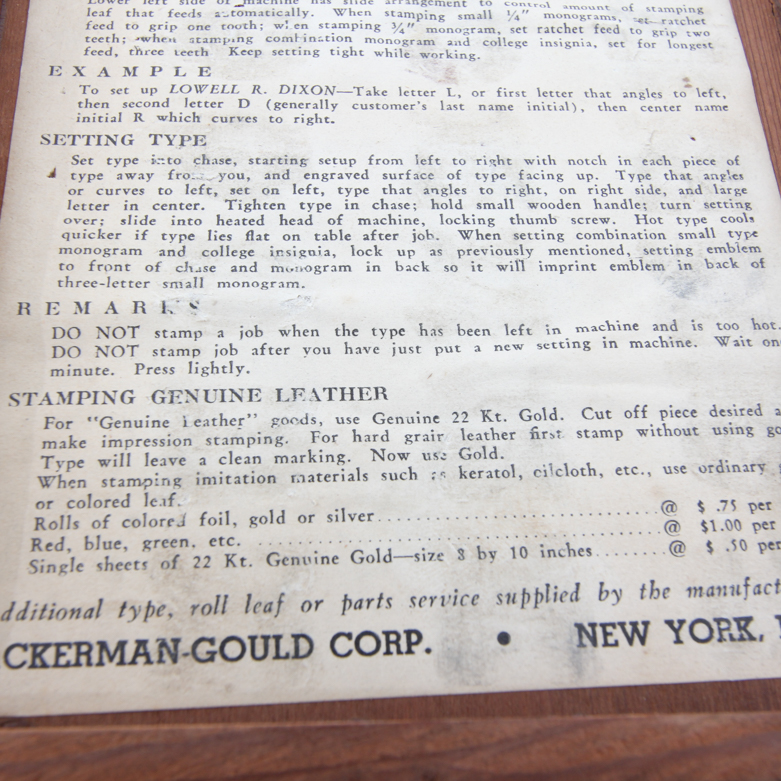 Lower left side of machine has slide arrangement to control amount of stamping
leaf that feeds automatically. When stamping small ¼" monograms, set ratchet
feed to grip one tooth; when stamping ¾" monogram, set ratchet feed to grip two
teeth; when stamping combination monogram and college insignia, set for longest
feed, three teeth Keep setting tight while working.
EXAMPLE
To set up LOWELL R. DIXON—Take letter L, or first letter that angles to left,
then second letter D (generally customer's last name initial), then center name
initial R which curves to right.
SETTING TYPE
Set type into chase, starting setup from left to right with notch in each piece of
type away from you, and engraved surface of type facing up. Type that angles
or curves to left, set on left, type that angles to right, on right side, and large
letter in center. Tighten type in chase; hold small wooden handle; turn setting
over; slide into heated head of machine, locking thumb screw. Hot type cools
quicker if type lies flat on table after job. When setting combination small type
monogram and college insignia, lock up as previously mentioned, setting emblem
to front of chase and monogram in back so it will imprint emblem in back of
three-letter small monogram.
REMARKS
DO NOT stamp a job when the type has been left in machine and is too hot.
DO NOT stamp job after you have just put a new setting in machine. Wait on
minute. Press lightly.
STAMPING GENUINE LEATHER
For "Genuine Leather" goods, use Genuine 22 Kt. Gold. Cut off piece desired a
make impression stamping. For hard grain leather first stamp without using go
Type will leave a clean marking. Now use Gold.
When stamping imitation materials such as keratol, oilcloth, etc., use ordinary
or colored leaf.
Rolls of colored foil, gold or silver..............................@ $ .75 per
Red, blue, green, etc. ..............................@ $1.00 per
Single sheets of 22 Kt. Genuine Gold—size 8 by 10 inches........@ $ .50 per
dditional type, roll leaf or parts service supplied by the manufact
CKERMAN-GOULD CORP. • NEW YORK,